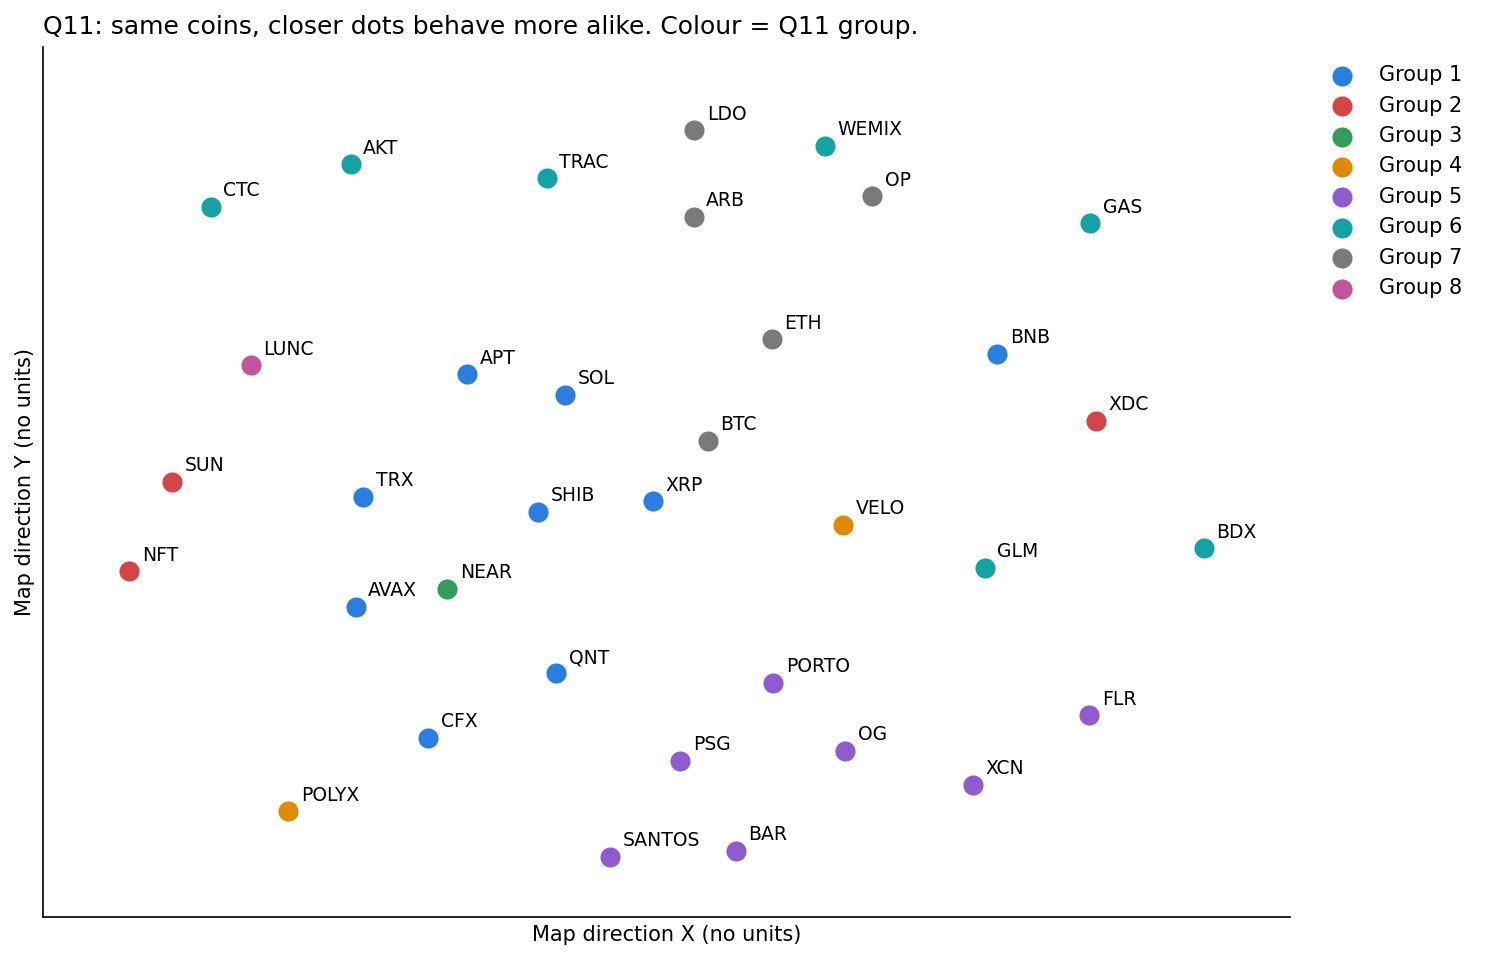 Q11: same coins, closer dots behave more alike. Colour = Q11 group.
Group 1
Group 2
Group 3
Group 4
Group 5
Group 6
Group 7
Group 8
LDO
WEMIX
AKT
TRAC
CTC
OP
ARB
GAS
ETH
BNB
LUNC
APT
SOL
XDC
BTC
SUN
TRX
SHIB
XRP
VELO
BDX
NFT
GLM
NEAR
AVAX
QNT
PORTO
FLR
CFX
PSG
OG
XCN
POLYX
SANTOS
BAR
Map direction Y (no units)
Map direction X (no units)